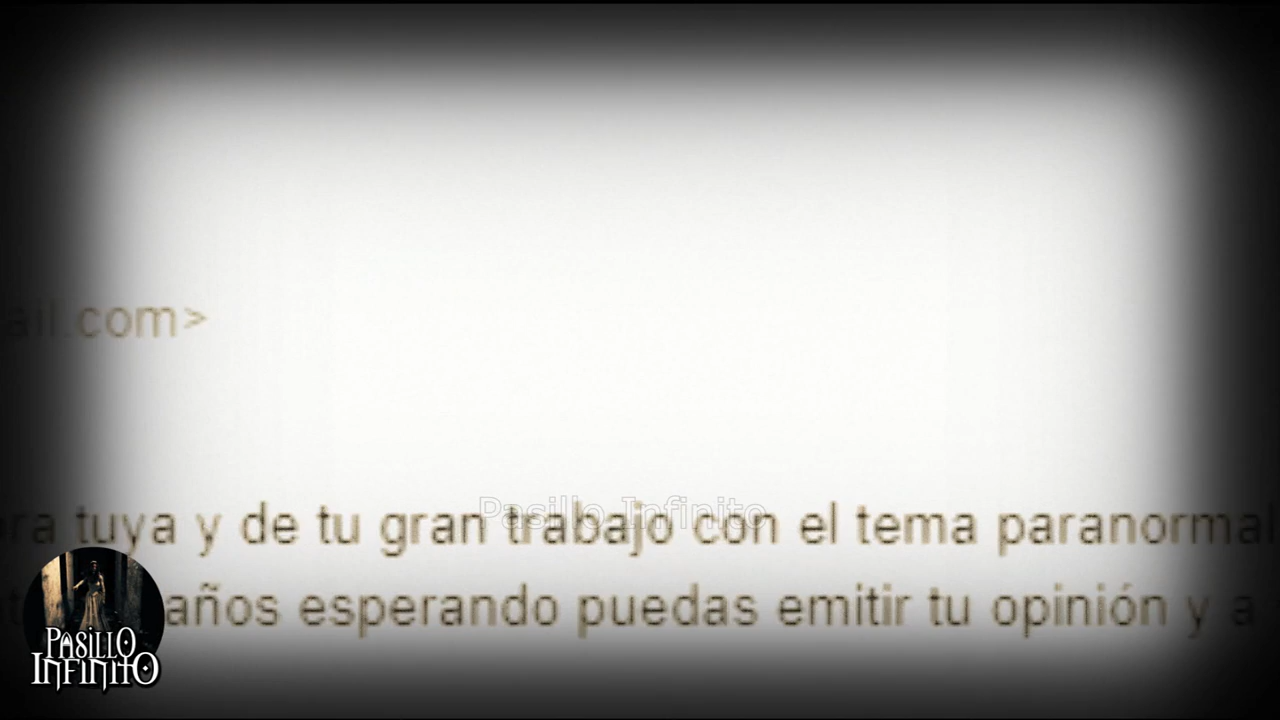 ail.com>
Pasillo Infinito
ra tuya y de tu gran trabajo con el tema paranormal
años esperando puedas emitir tu opinión y a
PASILLO
INFINITO